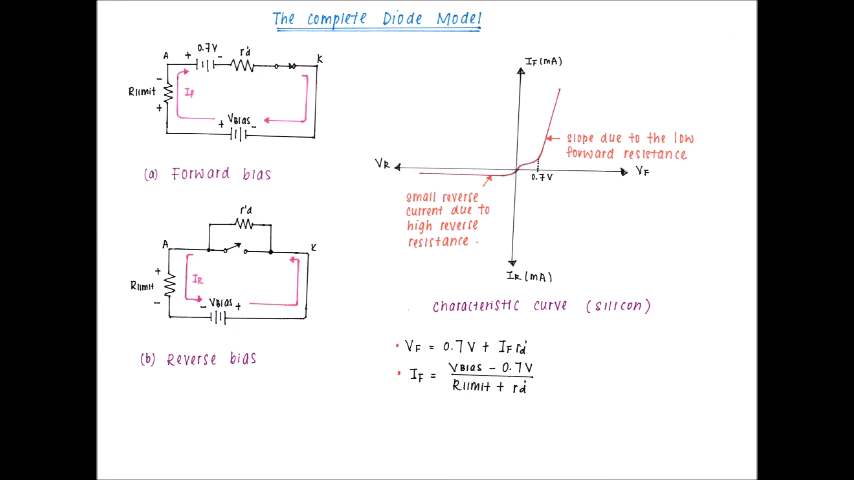 The complete Diode Model
A + 0.7V - r'd K
- Rlimit +
IF
+ VBIAS -
(a) Forward bias
r'd
A K
+ Rlimit -
IR
- VBIAS +
(b) Reverse bias
IF (mA)
slope due to the low
forward resistance
VR
VF
0.7V
small reverse
current due to
high reverse
resistance.
IR (mA)
characteristic curve (silicon)
• VF = 0.7V + IF r'd
• IF = VBIAS - 0.7V
Rlimit + r'd